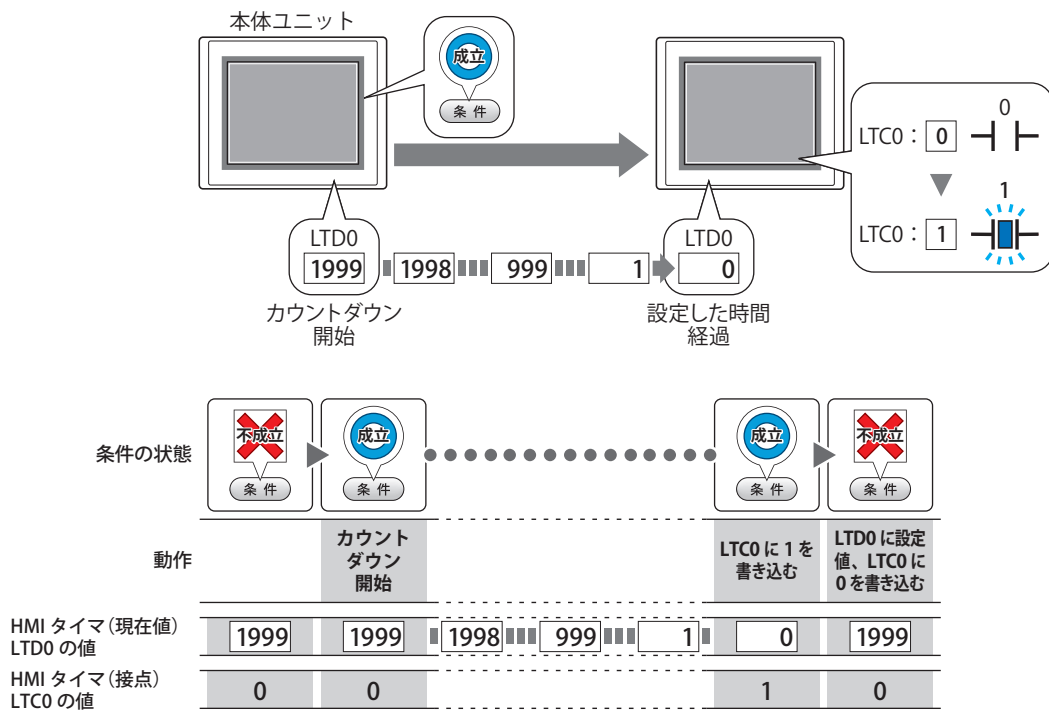 本体ユニット
成立
条 件
0
LTC0： 0
1
LTC0： 1
LTD0
1999 1998 999 1
LTD0
0
カウントダウン
開始
設定した時間
経過
条件の状態
不成立
条 件
成立
条 件
成立
条 件
不成立
条 件
動作
カウント
ダウン
開始
LTC0 に 1 を
書き込む
LTD0 に設定
値、LTC0 に
0 を書き込む
HMI タイマ（現在値）
LTD0 の値
1999 1999 1998 999 1 0 1999
HMI タイマ（接点）
LTC0 の値
0 0 1 0